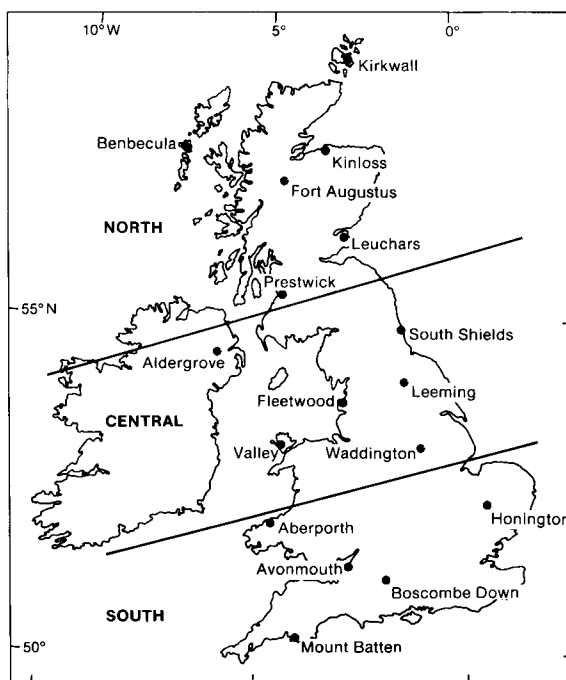 10°W
0°
Kirkwall
Benbecula
Kinloss
Fort Augustus
NORTH
Leuchars
Prestwick
55°N
South Shields
Aldergrove
Leeming
Fleetwood
CENTRAL
Valley
Waddington
Honington
Aberporth
Avonmouth
Boscombe Down
SOUTH
50°
Mount Batten